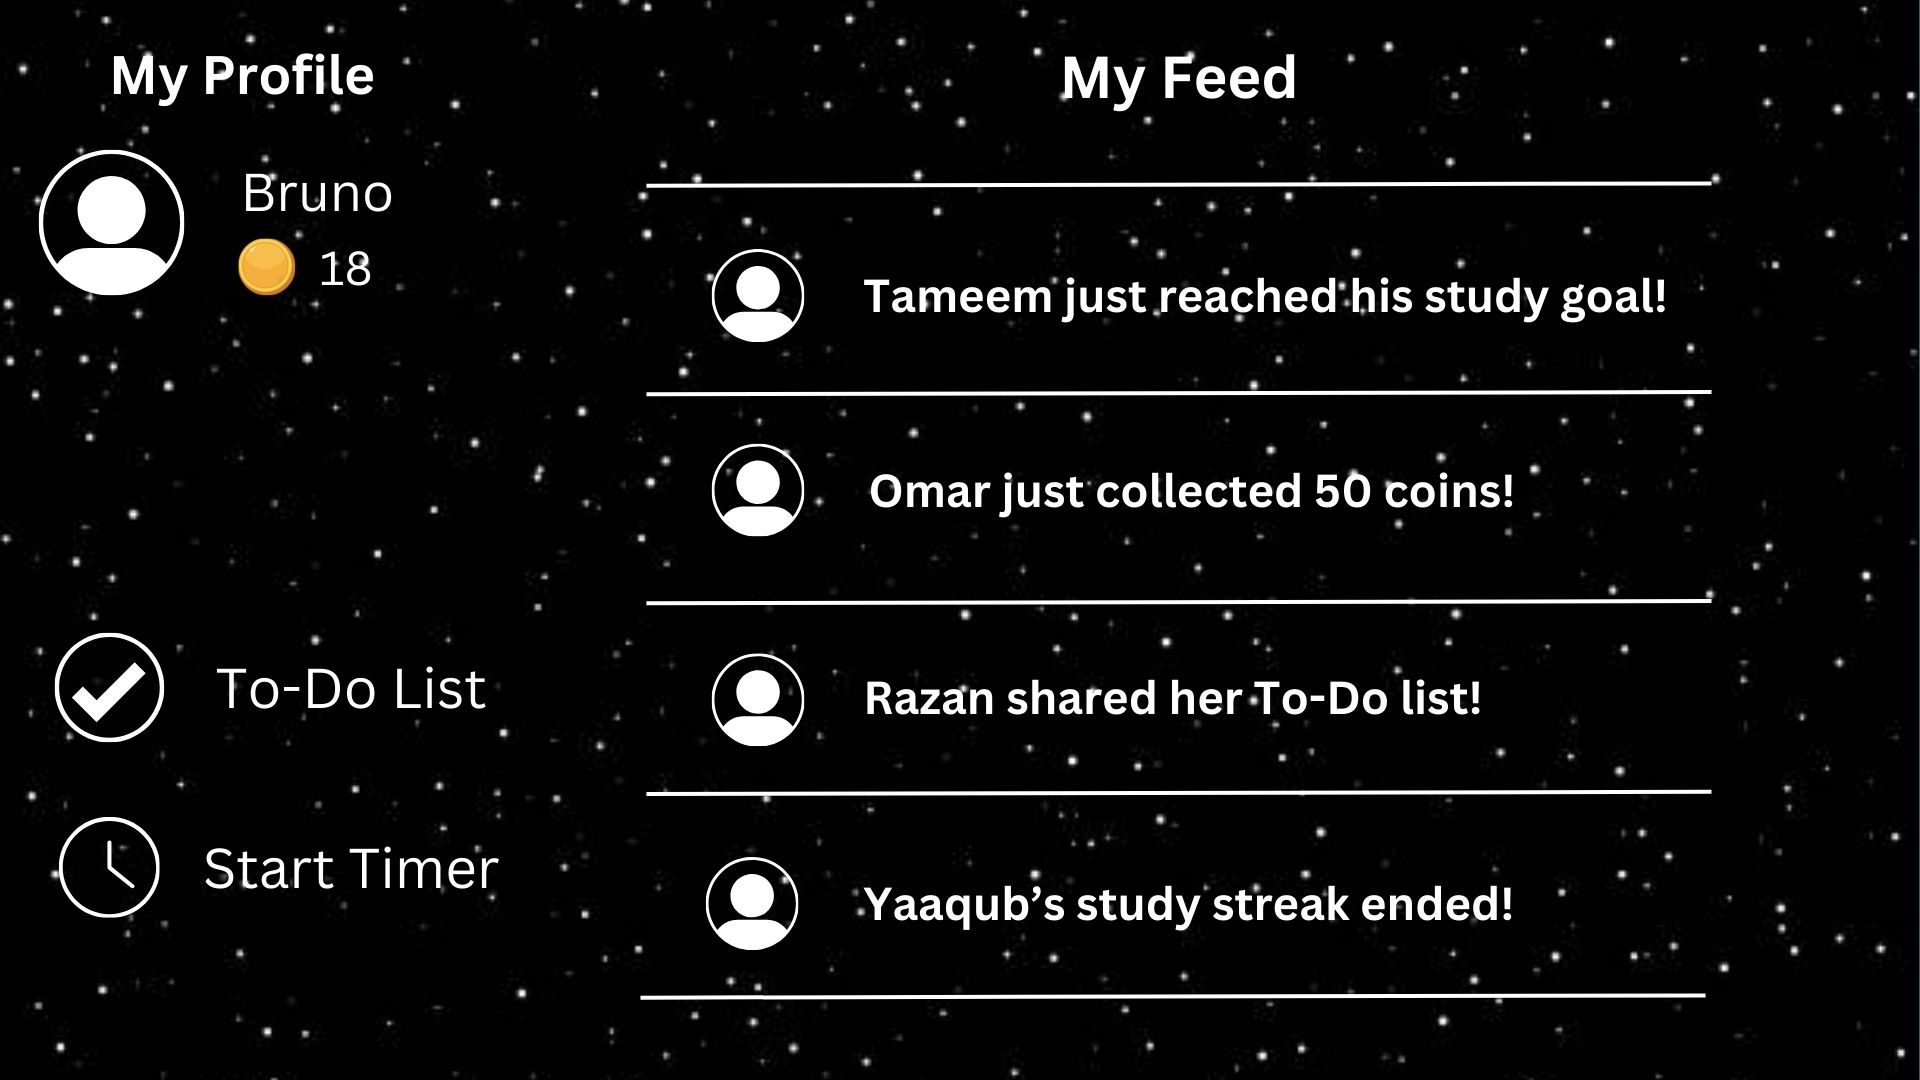 My Profile
Bruno
18
To-Do List
Start Timer
My Feed
Tameem just reached his study goal!
Omar just collected 50 coins!
Razan shared her To-Do list!
Yaaqub’s study streak ended!